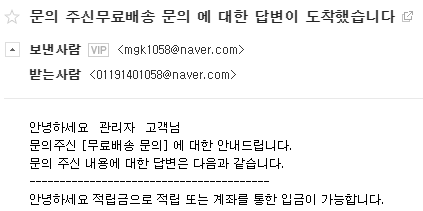 문의 주신무료배송 문의 에 대한 답변이 도착했습니다
보낸사람 VIP <mgk1058@naver.com>
받는사람 <01191401058@naver.com>
안녕하세요 관리자 고객님
문의주신 [무료배송 문의] 에 대한 안내드립니다.
문의 주신 내용에 대한 답변은 다음과 같습니다.
----------------------------------------
안녕하세요 적립금으로 적립 또는 계좌를 통한 입금이 가능합니다.